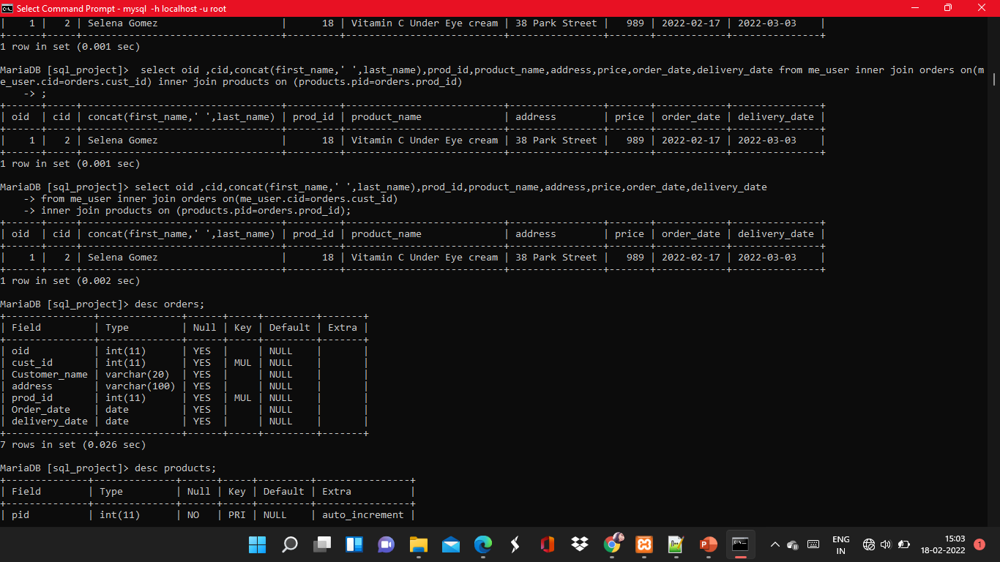 Select Command Prompt - mysql  -h localhost -u root
|    1 |   2 | Selena Gomez                     |      18 | Vitamin C Under Eye cream | 38 Park Street |   989 | 2022-02-17 | 2022-03-03    |
+------+-----+----------------------------------+---------+---------------------------+----------------+-------+------------+---------------+
1 row in set (0.001 sec)
MariaDB [sql_project]>  select oid ,cid,concat(first_name,' ',last_name),prod_id,product_name,address,price,order_date,delivery_date from me_user inner join orders on(m
e_user.cid=orders.cust_id) inner join products on (products.pid=orders.prod_id)
    -> ;
+------+-----+----------------------------------+---------+---------------------------+----------------+-------+------------+---------------+
| oid  | cid | concat(first_name,' ',last_name) | prod_id | product_name              | address        | price | order_date | delivery_date |
+------+-----+----------------------------------+---------+---------------------------+----------------+-------+------------+---------------+
|    1 |   2 | Selena Gomez                     |      18 | Vitamin C Under Eye cream | 38 Park Street |   989 | 2022-02-17 | 2022-03-03    |
+------+-----+----------------------------------+---------+---------------------------+----------------+-------+------------+---------------+
1 row in set (0.001 sec)
MariaDB [sql_project]> select oid ,cid,concat(first_name,' ',last_name),prod_id,product_name,address,price,order_date,delivery_date
    -> from me_user inner join orders on(me_user.cid=orders.cust_id)
    -> inner join products on (products.pid=orders.prod_id);
+------+-----+----------------------------------+---------+---------------------------+----------------+-------+------------+---------------+
| oid  | cid | concat(first_name,' ',last_name) | prod_id | product_name              | address        | price | order_date | delivery_date |
+------+-----+----------------------------------+---------+---------------------------+----------------+-------+------------+---------------+
|    1 |   2 | Selena Gomez                     |      18 | Vitamin C Under Eye cream | 38 Park Street |   989 | 2022-02-17 | 2022-03-03    |
+------+-----+----------------------------------+---------+---------------------------+----------------+-------+------------+---------------+
1 row in set (0.002 sec)
MariaDB [sql_project]> desc orders;
+---------------+--------------+------+-----+---------+-------+
| Field         | Type         | Null | Key | Default | Extra |
+---------------+--------------+------+-----+---------+-------+
| oid           | int(11)      | YES  |     | NULL    |       |
| cust_id       | int(11)      | YES  | MUL | NULL    |       |
| Customer_name | varchar(20)  | YES  |     | NULL    |       |
| address       | varchar(100) | YES  |     | NULL    |       |
| prod_id       | int(11)      | YES  | MUL | NULL    |       |
| Order_date    | date         | YES  |     | NULL    |       |
| delivery_date | date         | YES  |     | NULL    |       |
+---------------+--------------+------+-----+---------+-------+
7 rows in set (0.026 sec)
MariaDB [sql_project]> desc products;
+--------------+--------------+------+-----+---------+----------------+
| Field        | Type         | Null | Key | Default | Extra          |
+--------------+--------------+------+-----+---------+----------------+
| pid          | int(11)      | NO   | PRI | NULL    | auto_increment |
ENG
IN
15:03
18-02-2022
1